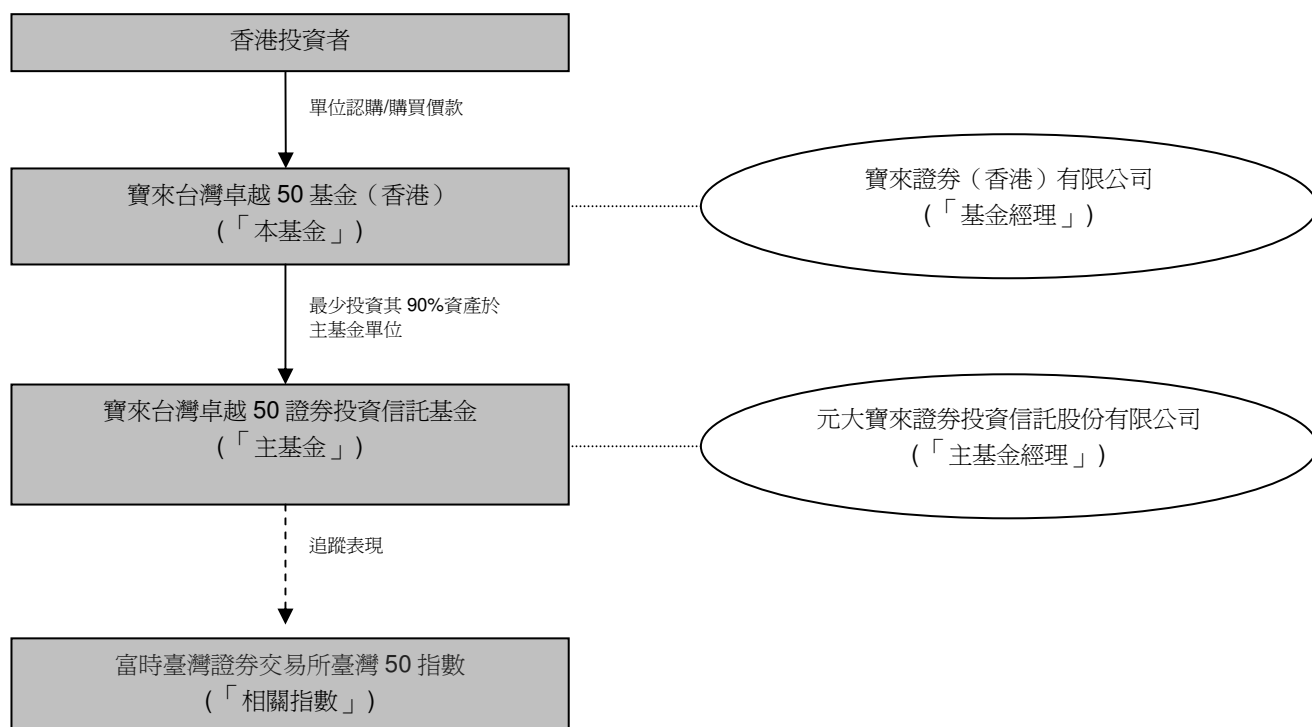 香港投資者
單位認購/購買價款
寶來台灣卓越 50 基金（香港）
(「本基金」)
寶來證券（香港）有限公司
(「基金經理」)
最少投資其 90%資產於
主基金單位
寶來台灣卓越 50 證券投資信託基金
(「主基金」)
元大寶來證券投資信託股份有限公司
(「主基金經理」)
追蹤表現
富時臺灣證券交易所臺灣 50 指數
(「相關指數」)